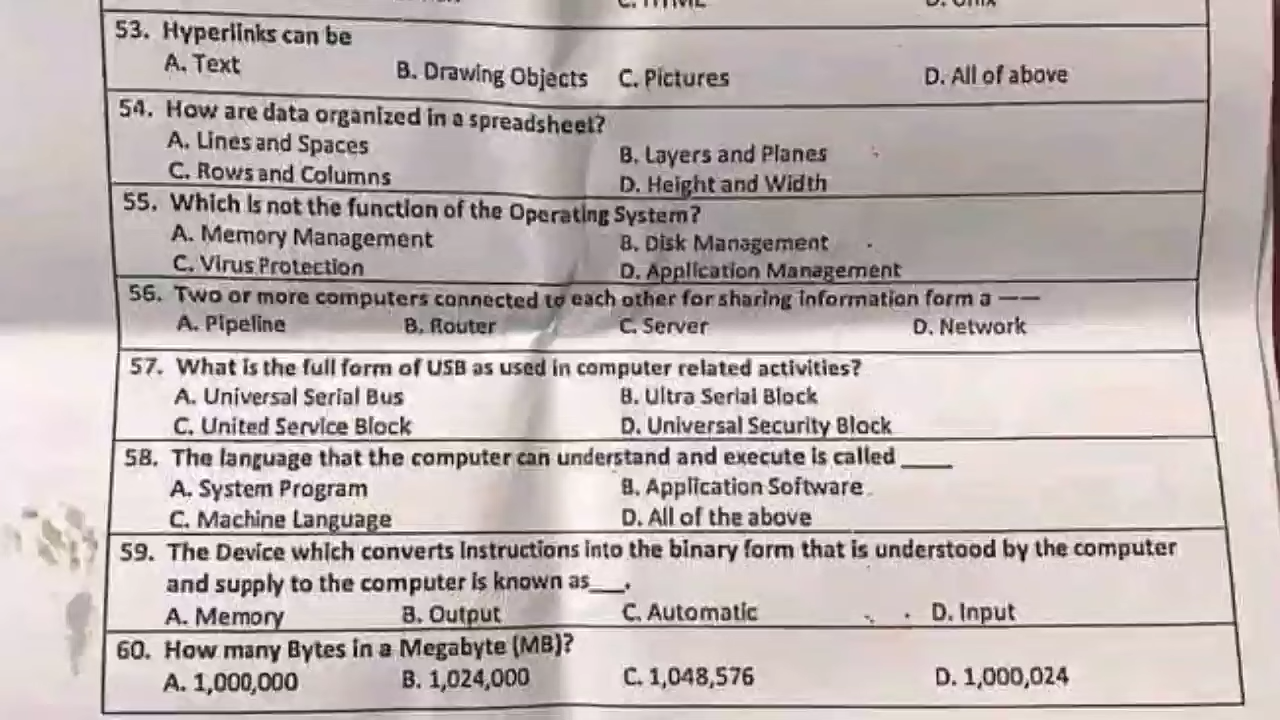 53. Hyperlinks can be
A. Text B. Drawing Objects C. Pictures D. All of above
54. How are data organized in a spreadsheet?
A. Lines and Spaces B. Layers and Planes
C. Rows and Columns D. Height and Width
55. Which is not the function of the Operating System?
A. Memory Management B. Disk Management
C. Virus Protection D. Application Management
56. Two or more computers connected to each other for sharing information form a ——
A. Pipeline B. Router C. Server D. Network
57. What is the full form of USB as used in computer related activities?
A. Universal Serial Bus B. Ultra Serial Block
C. United Service Block D. Universal Security Block
58. The language that the computer can understand and execute is called ____
A. System Program B. Application Software
C. Machine Language D. All of the above
59. The Device which converts instructions into the binary form that is understood by the computer
and supply to the computer is known as___.
A. Memory B. Output C. Automatic D. Input
60. How many Bytes in a Megabyte (MB)?
A. 1,000,000 B. 1,024,000 C. 1,048,576 D. 1,000,024